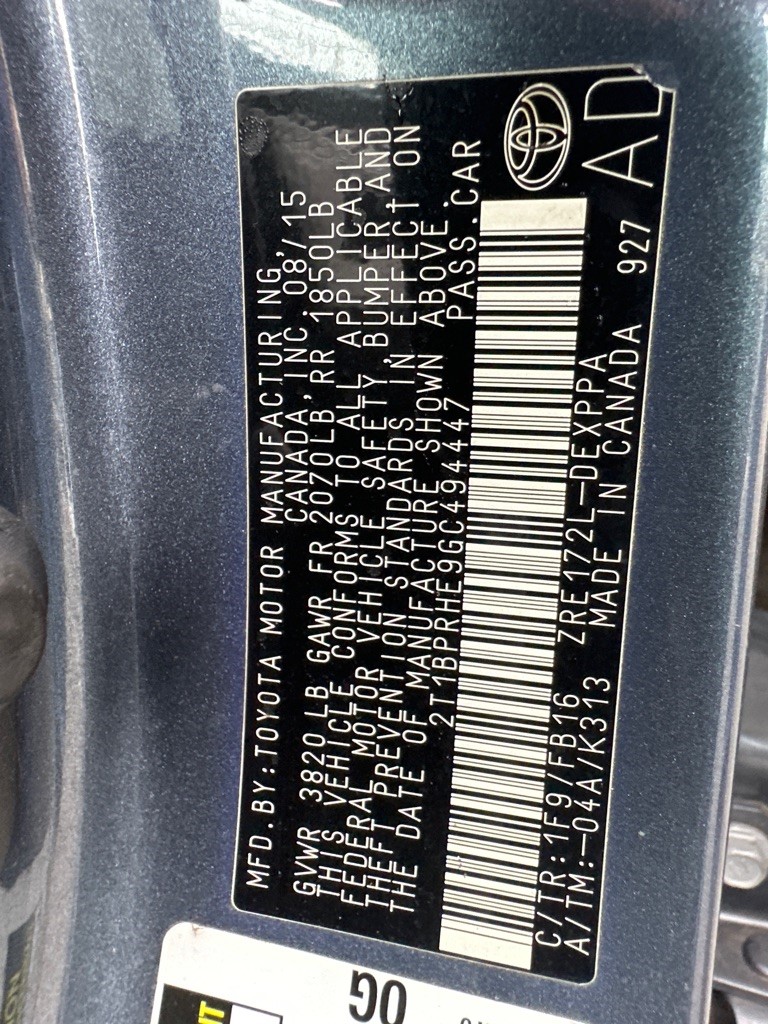 MFD.BY:TOYOTA MOTOR MANUFACTURING
CANADA, INC. 08/15
GVWR 3820 LB GAWR FR 2070LB, RR 1850LB
THIS VEHICLE CONFORMS TO ALL APPLICABLE
FEDERAL MOTOR VEHICLE SAFETY, BUMPER, AND
THEFT PREVENTION STANDARDS IN EFFECT ON
THE DATE OF MANUFACTURE SHOWN ABOVE.
2T1BPRHE9GC494447 PASS.CAR
C/TR:1F9/FB16 ZRE172L-DEXPPA
A/TM:-04A/K313 MADE IN CANADA 927
AD
OG